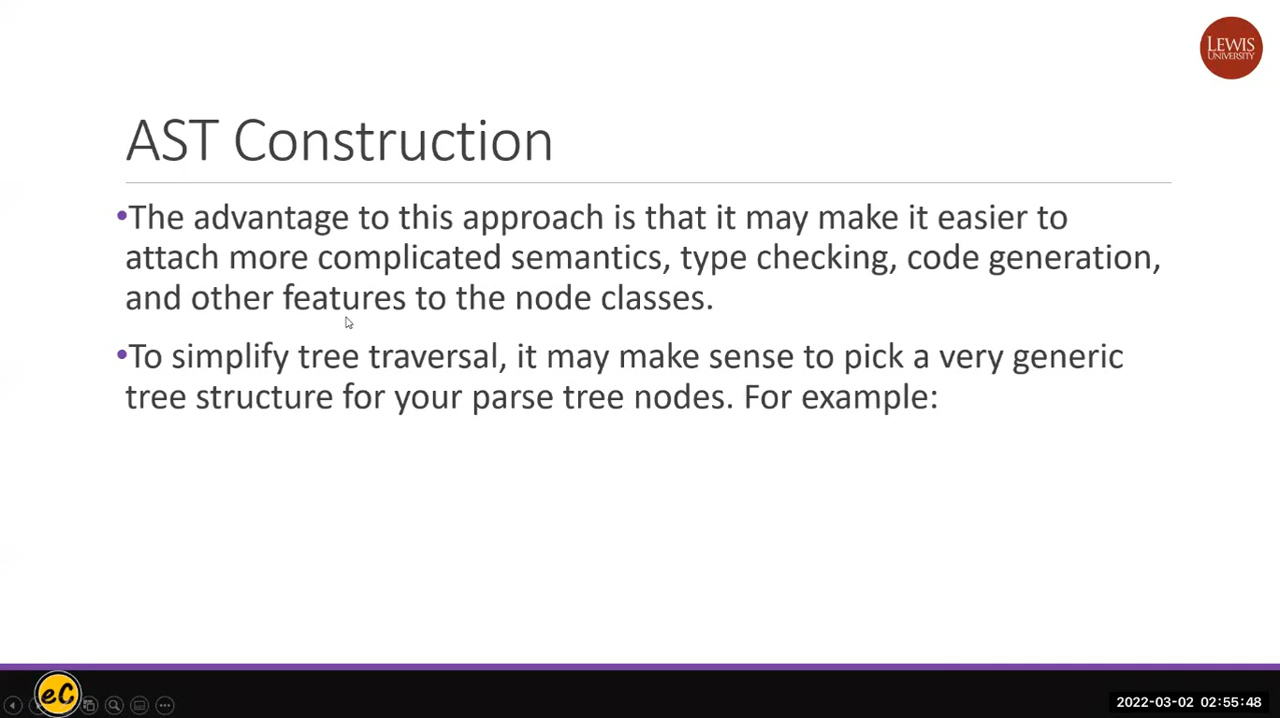 LEWIS
UNIVERSITY
AST Construction
•The advantage to this approach is that it may make it easier to
attach more complicated semantics, type checking, code generation,
and other features to the node classes.
•To simplify tree traversal, it may make sense to pick a very generic
tree structure for your parse tree nodes. For example:
eC
2022-03-02 02:55:48